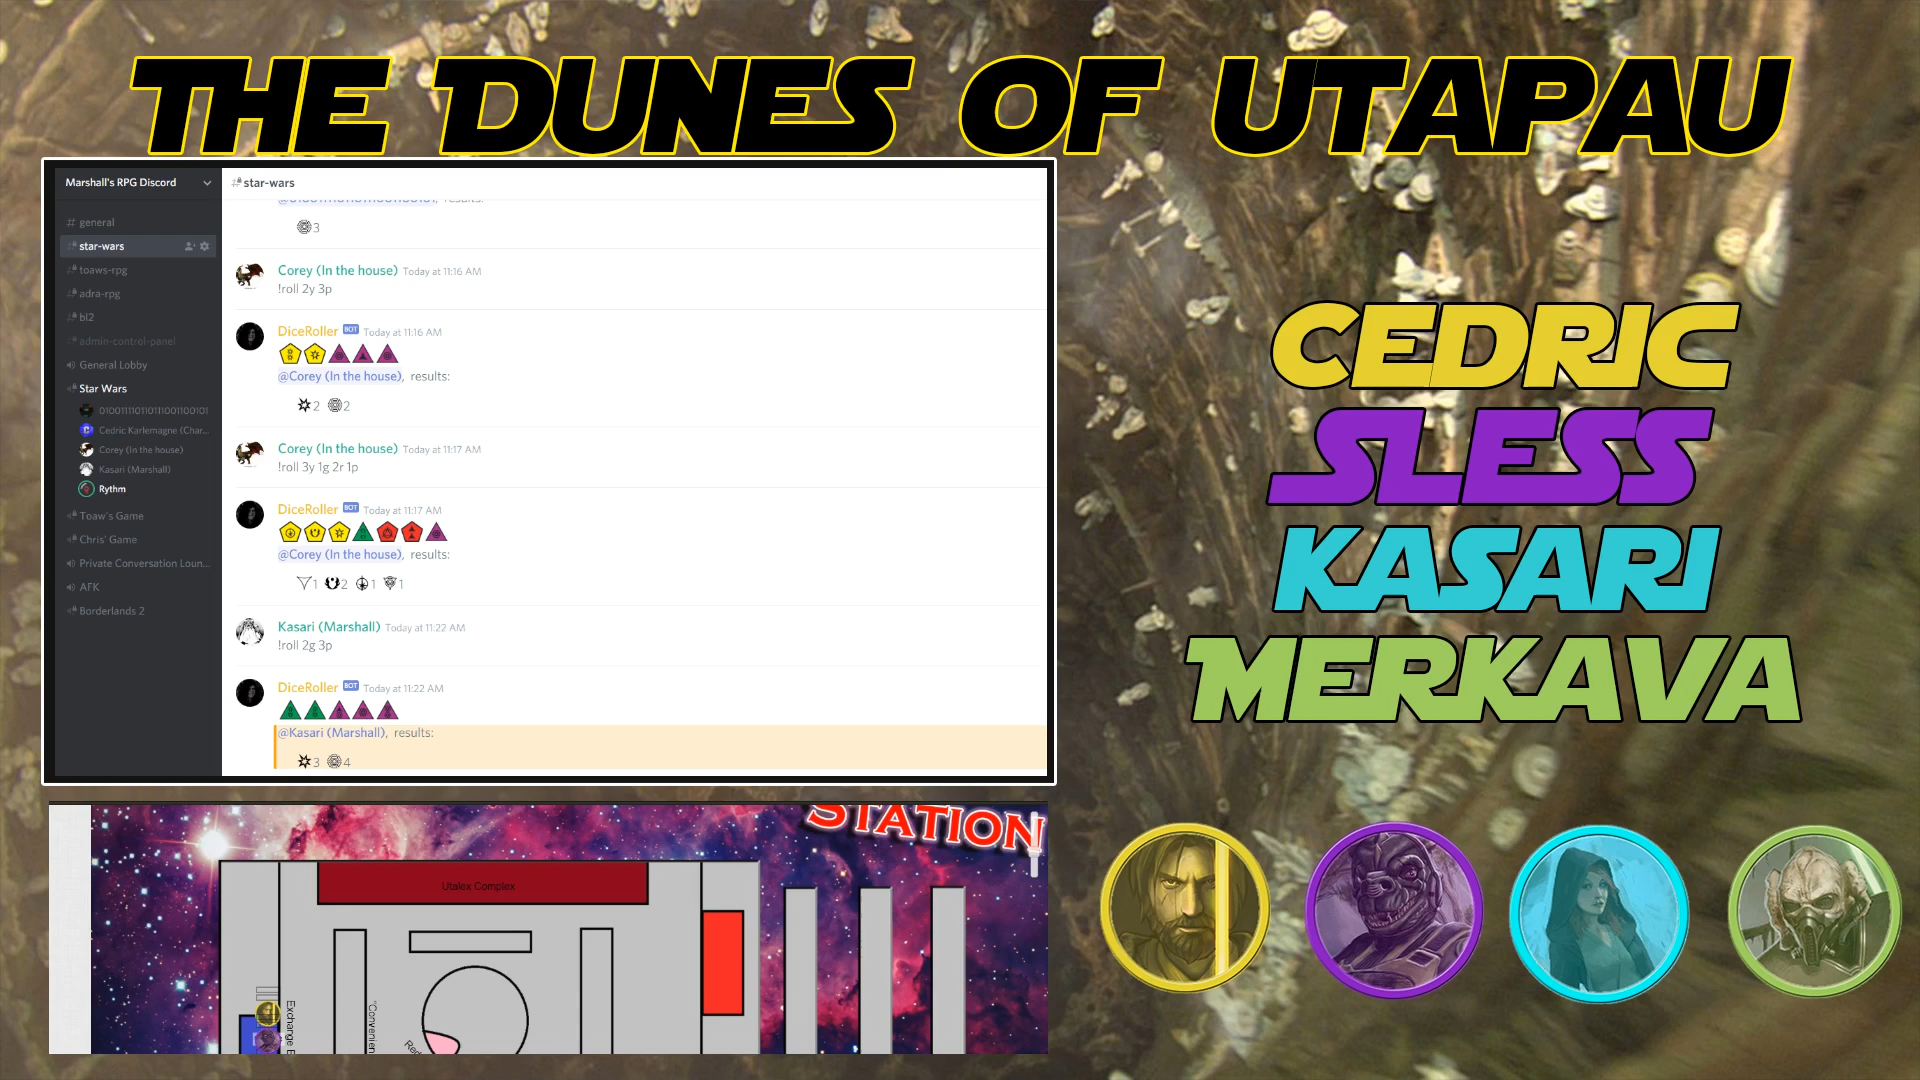 THE DUNES OF UTAPAU
Marshall's RPG Discord
# general
star-wars
toaws-rpg
adra-rpg
bl2
admin-control-panel
General Lobby
Star Wars
Cedric Karlemagne (Char...
Corey (In the house)
Kasari (Marshall)
Rythm
Toaw's Game
Chris' Game
Private Conversation Loun...
AFK
Borderlands 2
#star-wars
results:
3
Corey (In the house) Today at 11:16 AM
!roll 2y 3p
DiceRoller BOT Today at 11:16 AM
@Corey (In the house), results:
2 2
Corey (In the house) Today at 11:17 AM
!roll 3y 1g 2r 1p
DiceRoller BOT Today at 11:17 AM
@Corey (In the house), results:
1 2 1 1
Kasari (Marshall) Today at 11:22 AM
!roll 2g 3p
DiceRoller BOT Today at 11:22 AM
@Kasari (Marshall), results:
3 4
CEDRIC
SLESS
KASARI
MERKAVA
STATION
Utalex Complex
Exchange